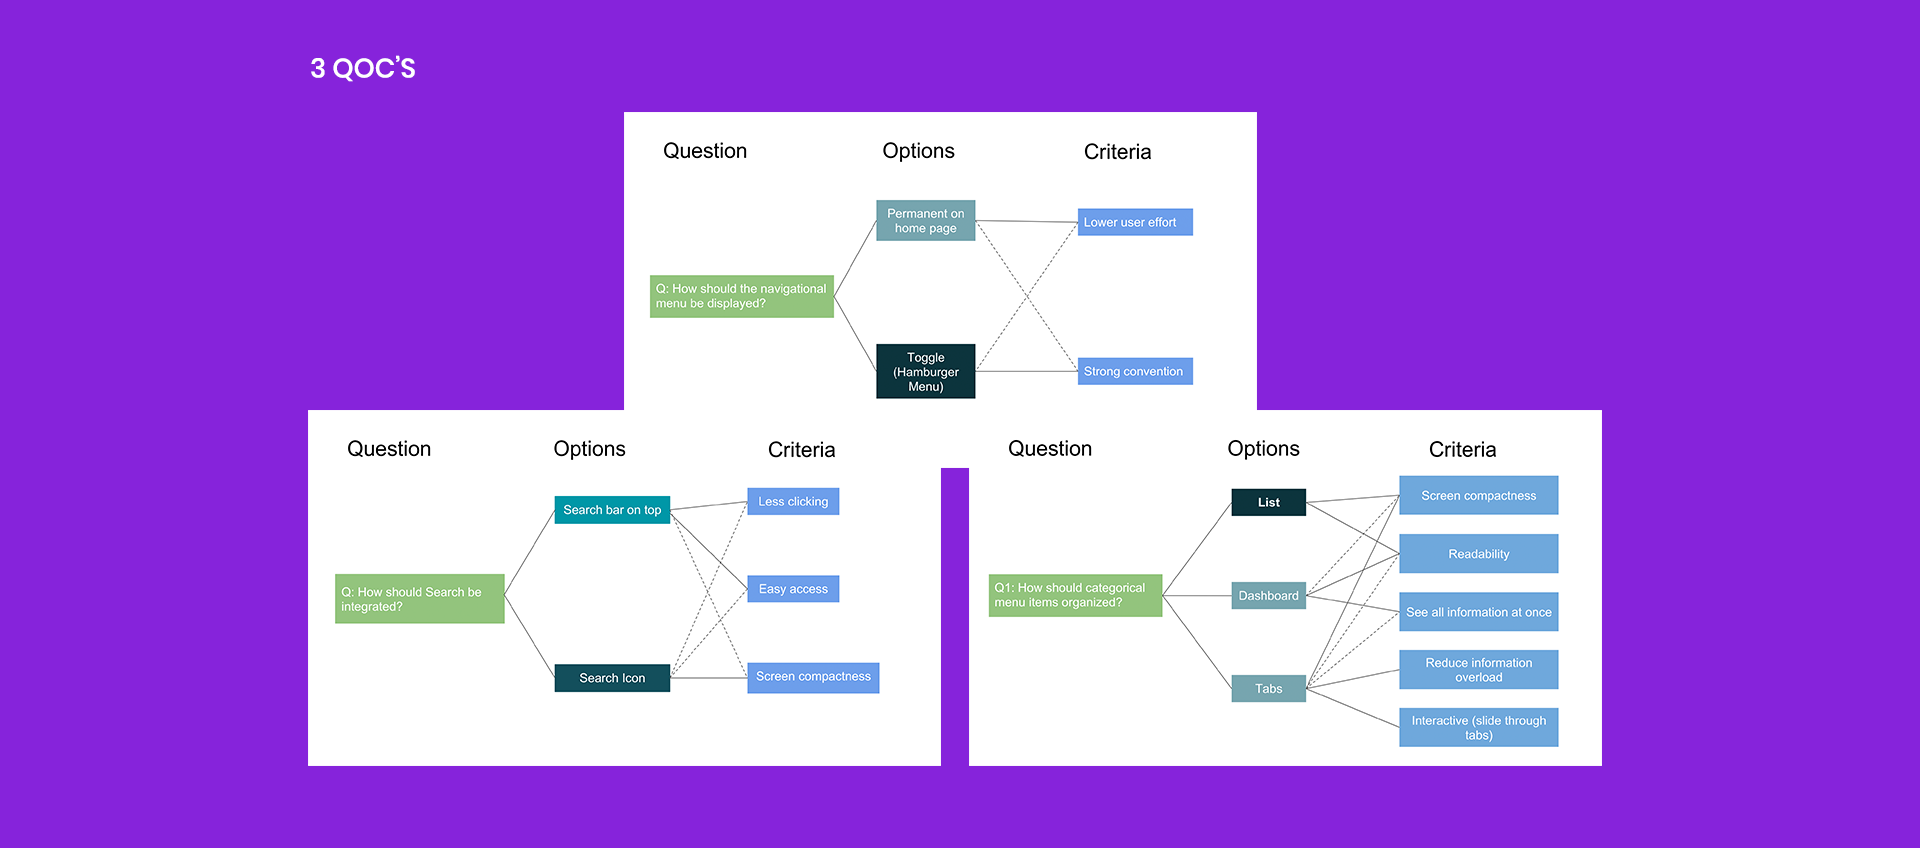 3 QOC’S
Question
Options
Criteria
Permanent on
home page
Lower user effort
Q: How should the navigational
menu be displayed?
Toggle
(Hamburger
Menu)
Strong convention
Question
Options
Criteria
Search bar on top
Less clicking
Q: How should Search be
integrated?
Easy access
Search Icon
Screen compactness
Question
Options
Criteria
List
Screen compactness
Readability
Q1: How should categorical
menu items organized?
Dashboard
See all information at once
Tabs
Reduce information
overload
Interactive (slide through
tabs)